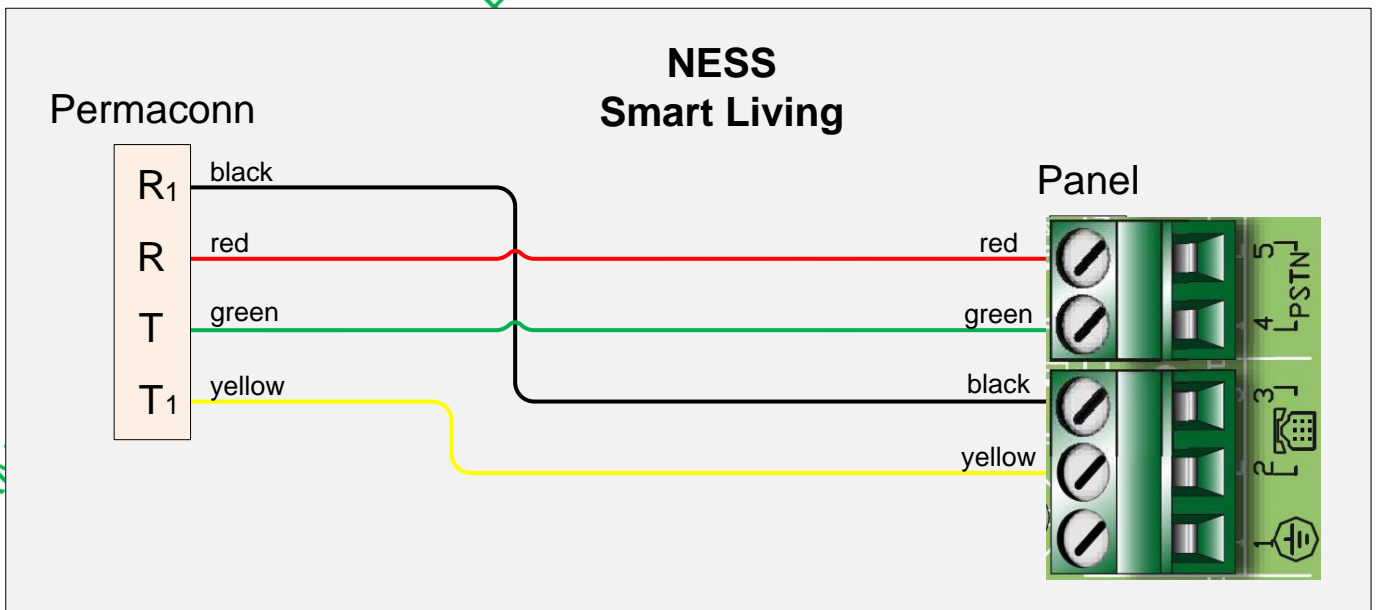 NESS
Smart Living
Permaconn
Panel
R1 black
R red
T green
T1 yellow
red
green
black
yellow
5
4
PSTN
3
2
1